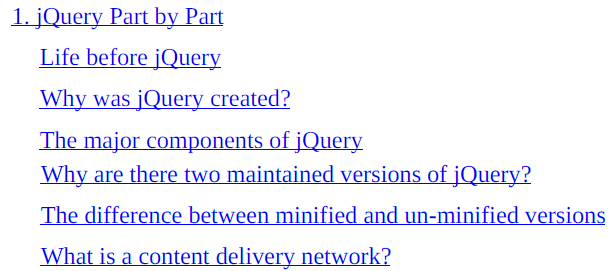 1. jQuery Part by Part
Life before jQuery
Why was jQuery created?
The major components of jQuery
Why are there two maintained versions of jQuery?
The difference between minified and un-minified versions
What is a content delivery network?